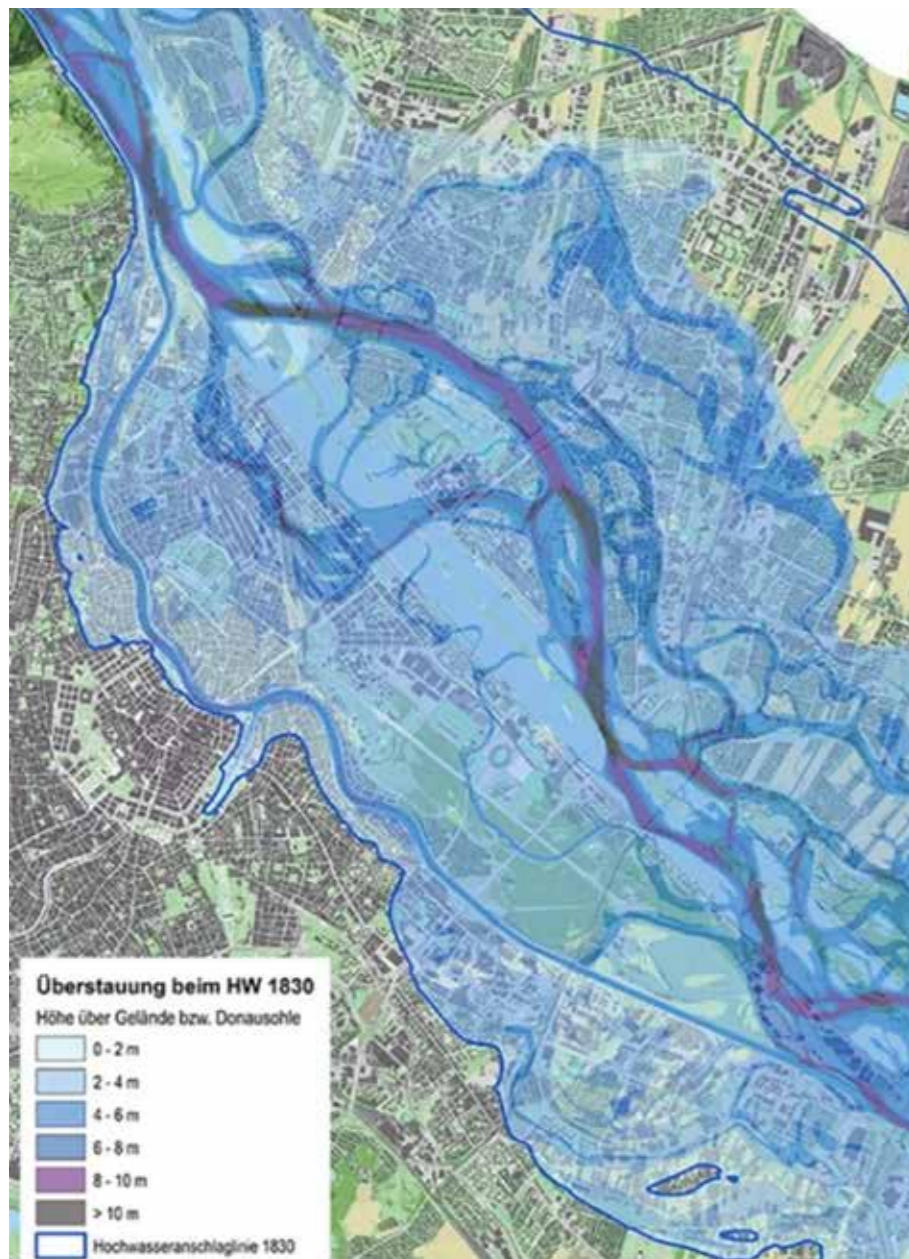 Überstauung beim HW 1830
Höhe über Gelände bzw. Donausohle
0 - 2 m
2 - 4 m
4 - 6 m
6 - 8 m
8 - 10 m
> 10 m
Hochwasseranschlaglinie 1830